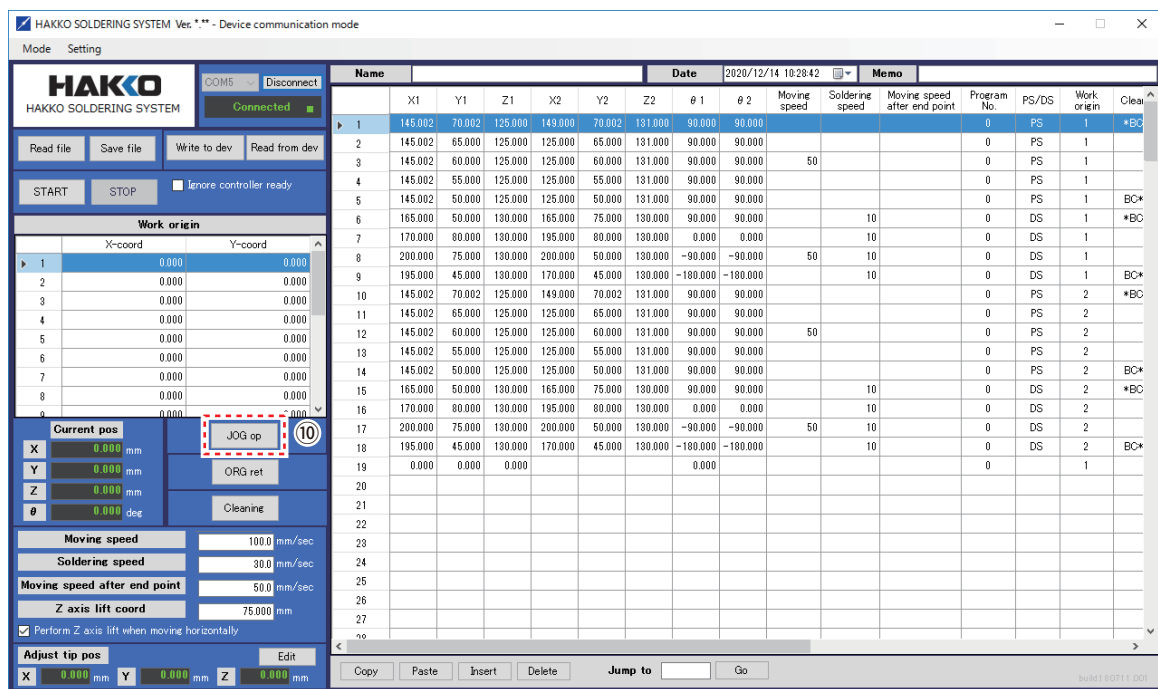 HAKKO SOLDERING SYSTEM Ver. *.** - Device communication mode
Mode Setting
HAKKO
HAKKO SOLDERING SYSTEM
COM5 Disconnect
Connected
Read file Save file Write to dev Read from dev
START STOP Ignore controller ready
Work origin
X-coord Y-coord
1 0.000 0.000
2 0.000 0.000
3 0.000 0.000
4 0.000 0.000
5 0.000 0.000
6 0.000 0.000
7 0.000 0.000
8 0.000 0.000
9 0.000 0.000
Current pos
X 0.000 mm
Y 0.000 mm
Z 0.000 mm
θ 0.000 deg
JOG op ⑩
ORG ret
Cleaning
Moving speed 100.0 mm/sec
Soldering speed 30.0 mm/sec
Moving speed after end point 50.0 mm/sec
Z axis lift coord 75.000 mm
Perform Z axis lift when moving horizontally
Adjust tip pos Edit
X 0.000 mm Y 0.000 mm Z 0.000 mm
Name Date 2020/12/14 10:28:42 Memo
X1 Y1 Z1 X2 Y2 Z2 θ 1 θ 2 Moving speed Soldering speed Moving speed after end point Program No. PS/DS Work origin Clear
1 145.002 70.002 125.000 149.000 70.002 131.000 90.000 90.000 0 PS 1 *BC
2 145.002 65.000 125.000 125.000 65.000 131.000 90.000 90.000 0 PS 1
3 145.002 60.000 125.000 125.000 60.000 131.000 90.000 90.000 50 0 PS 1
4 145.002 55.000 125.000 125.000 55.000 131.000 90.000 90.000 0 PS 1
5 145.002 50.000 125.000 125.000 50.000 131.000 90.000 90.000 0 PS 1 BC*
6 165.000 50.000 130.000 165.000 75.000 130.000 90.000 90.000 10 0 DS 1 *BC
7 170.000 80.000 130.000 195.000 80.000 130.000 0.000 0.000 10 0 DS 1
8 200.000 75.000 130.000 200.000 50.000 130.000 -90.000 -90.000 50 10 0 DS 1
9 195.000 45.000 130.000 170.000 45.000 130.000 -180.000 -180.000 10 0 DS 1 BC*
10 145.002 70.002 125.000 149.000 70.002 131.000 90.000 90.000 0 PS 2 *BC
11 145.002 65.000 125.000 125.000 65.000 131.000 90.000 90.000 0 PS 2
12 145.002 60.000 125.000 125.000 60.000 131.000 90.000 90.000 50 0 PS 2
13 145.002 55.000 125.000 125.000 55.000 131.000 90.000 90.000 0 PS 2
14 145.002 50.000 125.000 125.000 50.000 131.000 90.000 90.000 0 PS 2 BC*
15 165.000 50.000 130.000 165.000 75.000 130.000 90.000 90.000 10 0 DS 2 *BC
16 170.000 80.000 130.000 195.000 80.000 130.000 0.000 0.000 10 0 DS 2
17 200.000 75.000 130.000 200.000 50.000 130.000 -90.000 -90.000 50 10 0 DS 2
18 195.000 45.000 130.000 170.000 45.000 130.000 -180.000 -180.000 10 0 DS 2 BC*
19 0.000 0.000 0.000 0.000 0 1
20
21
22
23
24
25
26
27
28
Copy Paste Insert Delete Jump to Go